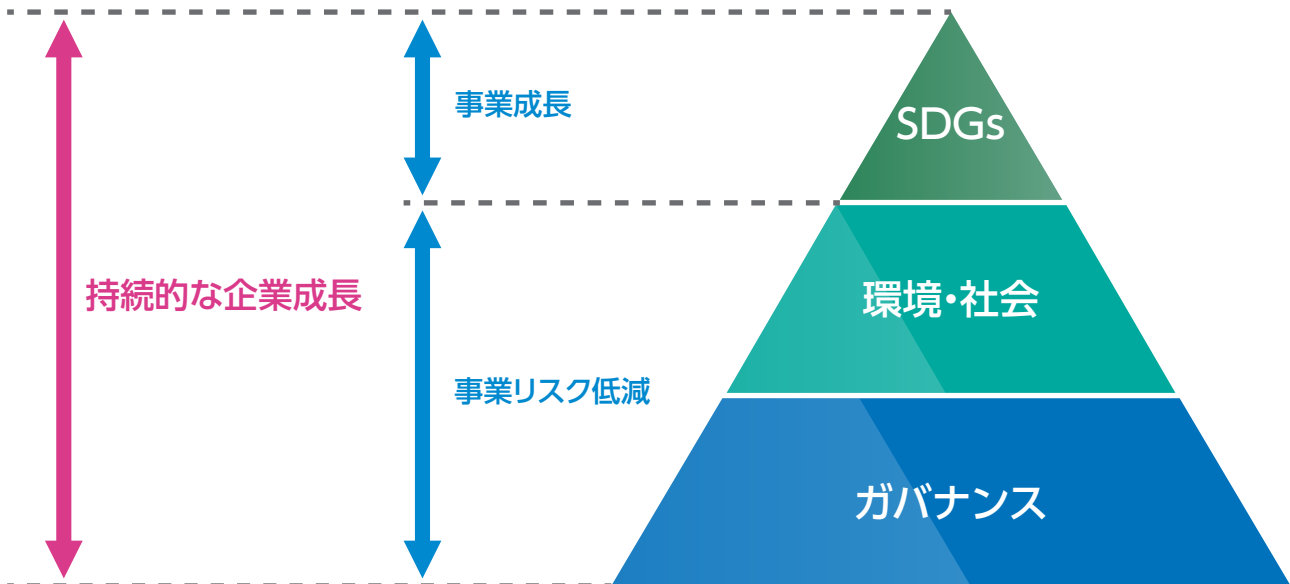 事業成長
SDGs
持続的な企業成長
環境・社会
事業リスク低減
ガバナンス